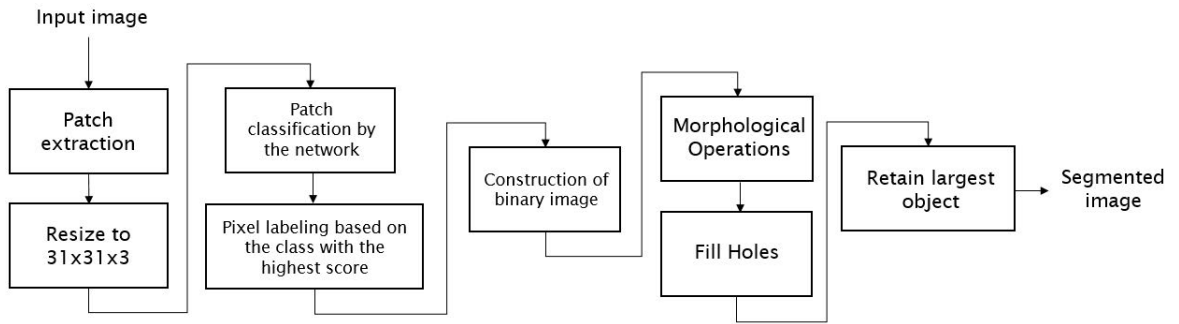 Input image
Patch
extraction
Resize to
31x31x3
Patch
classification by
the network
Pixel labeling based on
the class with the
highest score
Construction of
binary image
Morphological
Operations
Fill Holes
Retain largest
object
Segmented
image